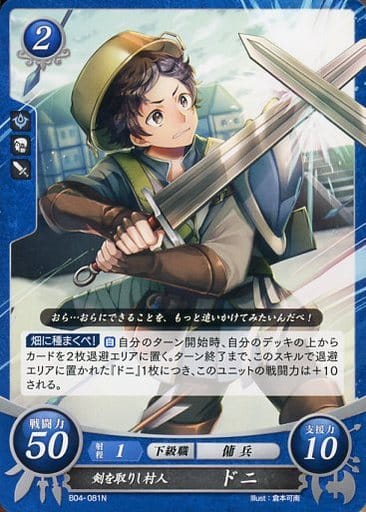 2
おら…おらにできることを、もっと追いかけてみたいんだべ！
畑に種まくべ！ 自 自分のターン開始時、自分のデッキの上から
カードを2枚退避エリアに置く。ターン終了まで、このスキルで退避
エリアに置かれた『ドニ』1枚につき、このユニットの戦闘力は＋10
される。
戦闘力
50
射程
1
下級職
傭兵
支援力
10
剣を取りし村人
ドニ
B04-081N
Illust：倉本可南